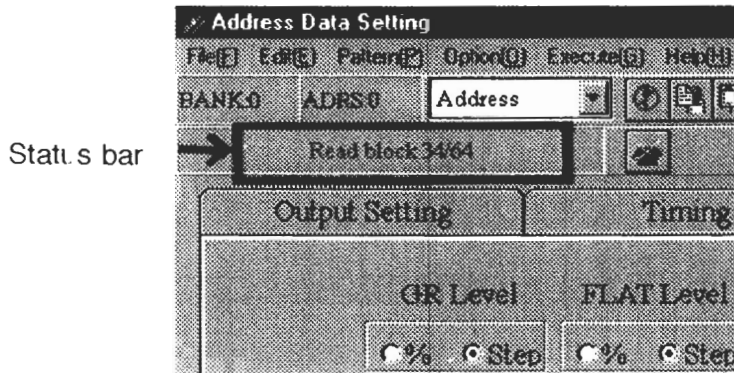 Address Data Setting
File(F) Edit(E) Pattern(P) Option(O) Execute(G) Help(H)
BANK:0 ADRS:0 Address
Status bar
Read block 34/64
Output Setting Timing
GR Level FLAT Level
% Step % Step